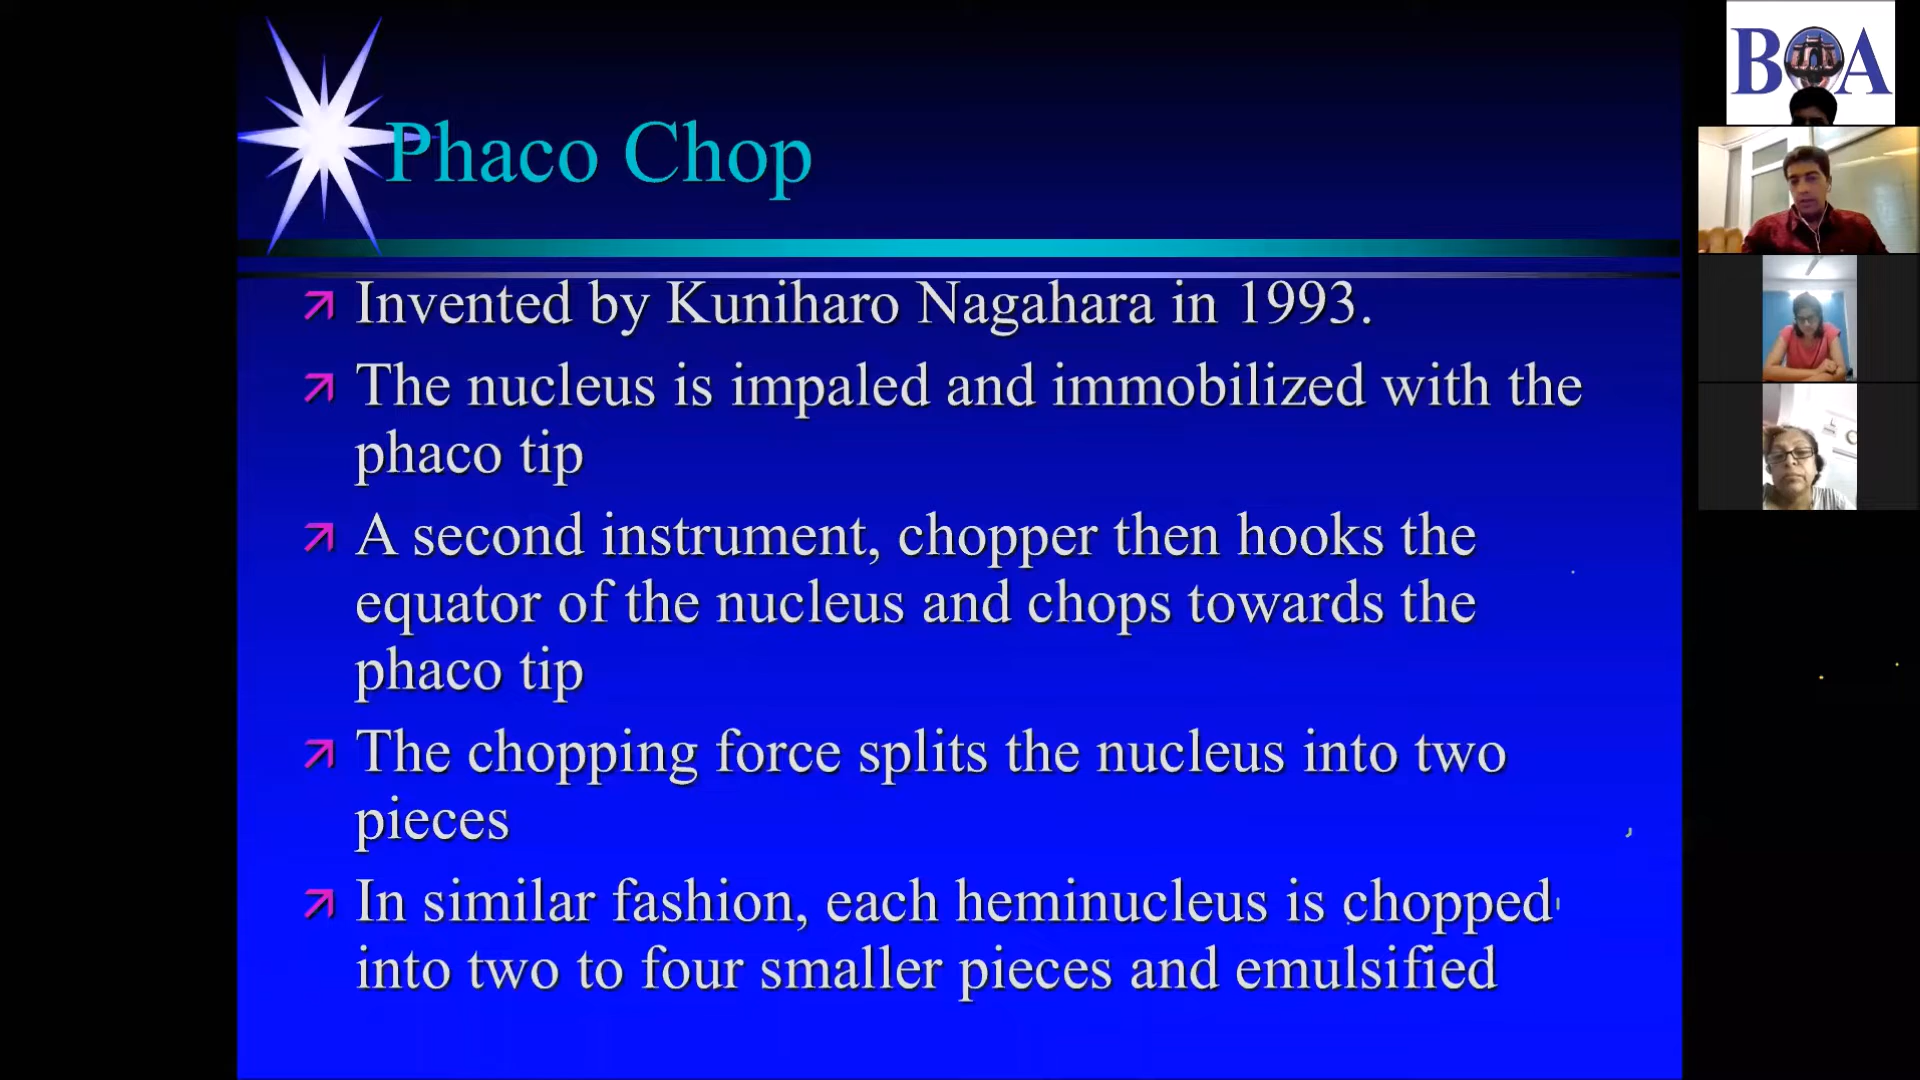 BOA
Phaco Chop
Invented by Kuniharo Nagahara in 1993.
The nucleus is impaled and immobilized with the
phaco tip
A second instrument, chopper then hooks the
equator of the nucleus and chops towards the
phaco tip
The chopping force splits the nucleus into two
pieces
In similar fashion, each heminucleus is chopped
into two to four smaller pieces and emulsified